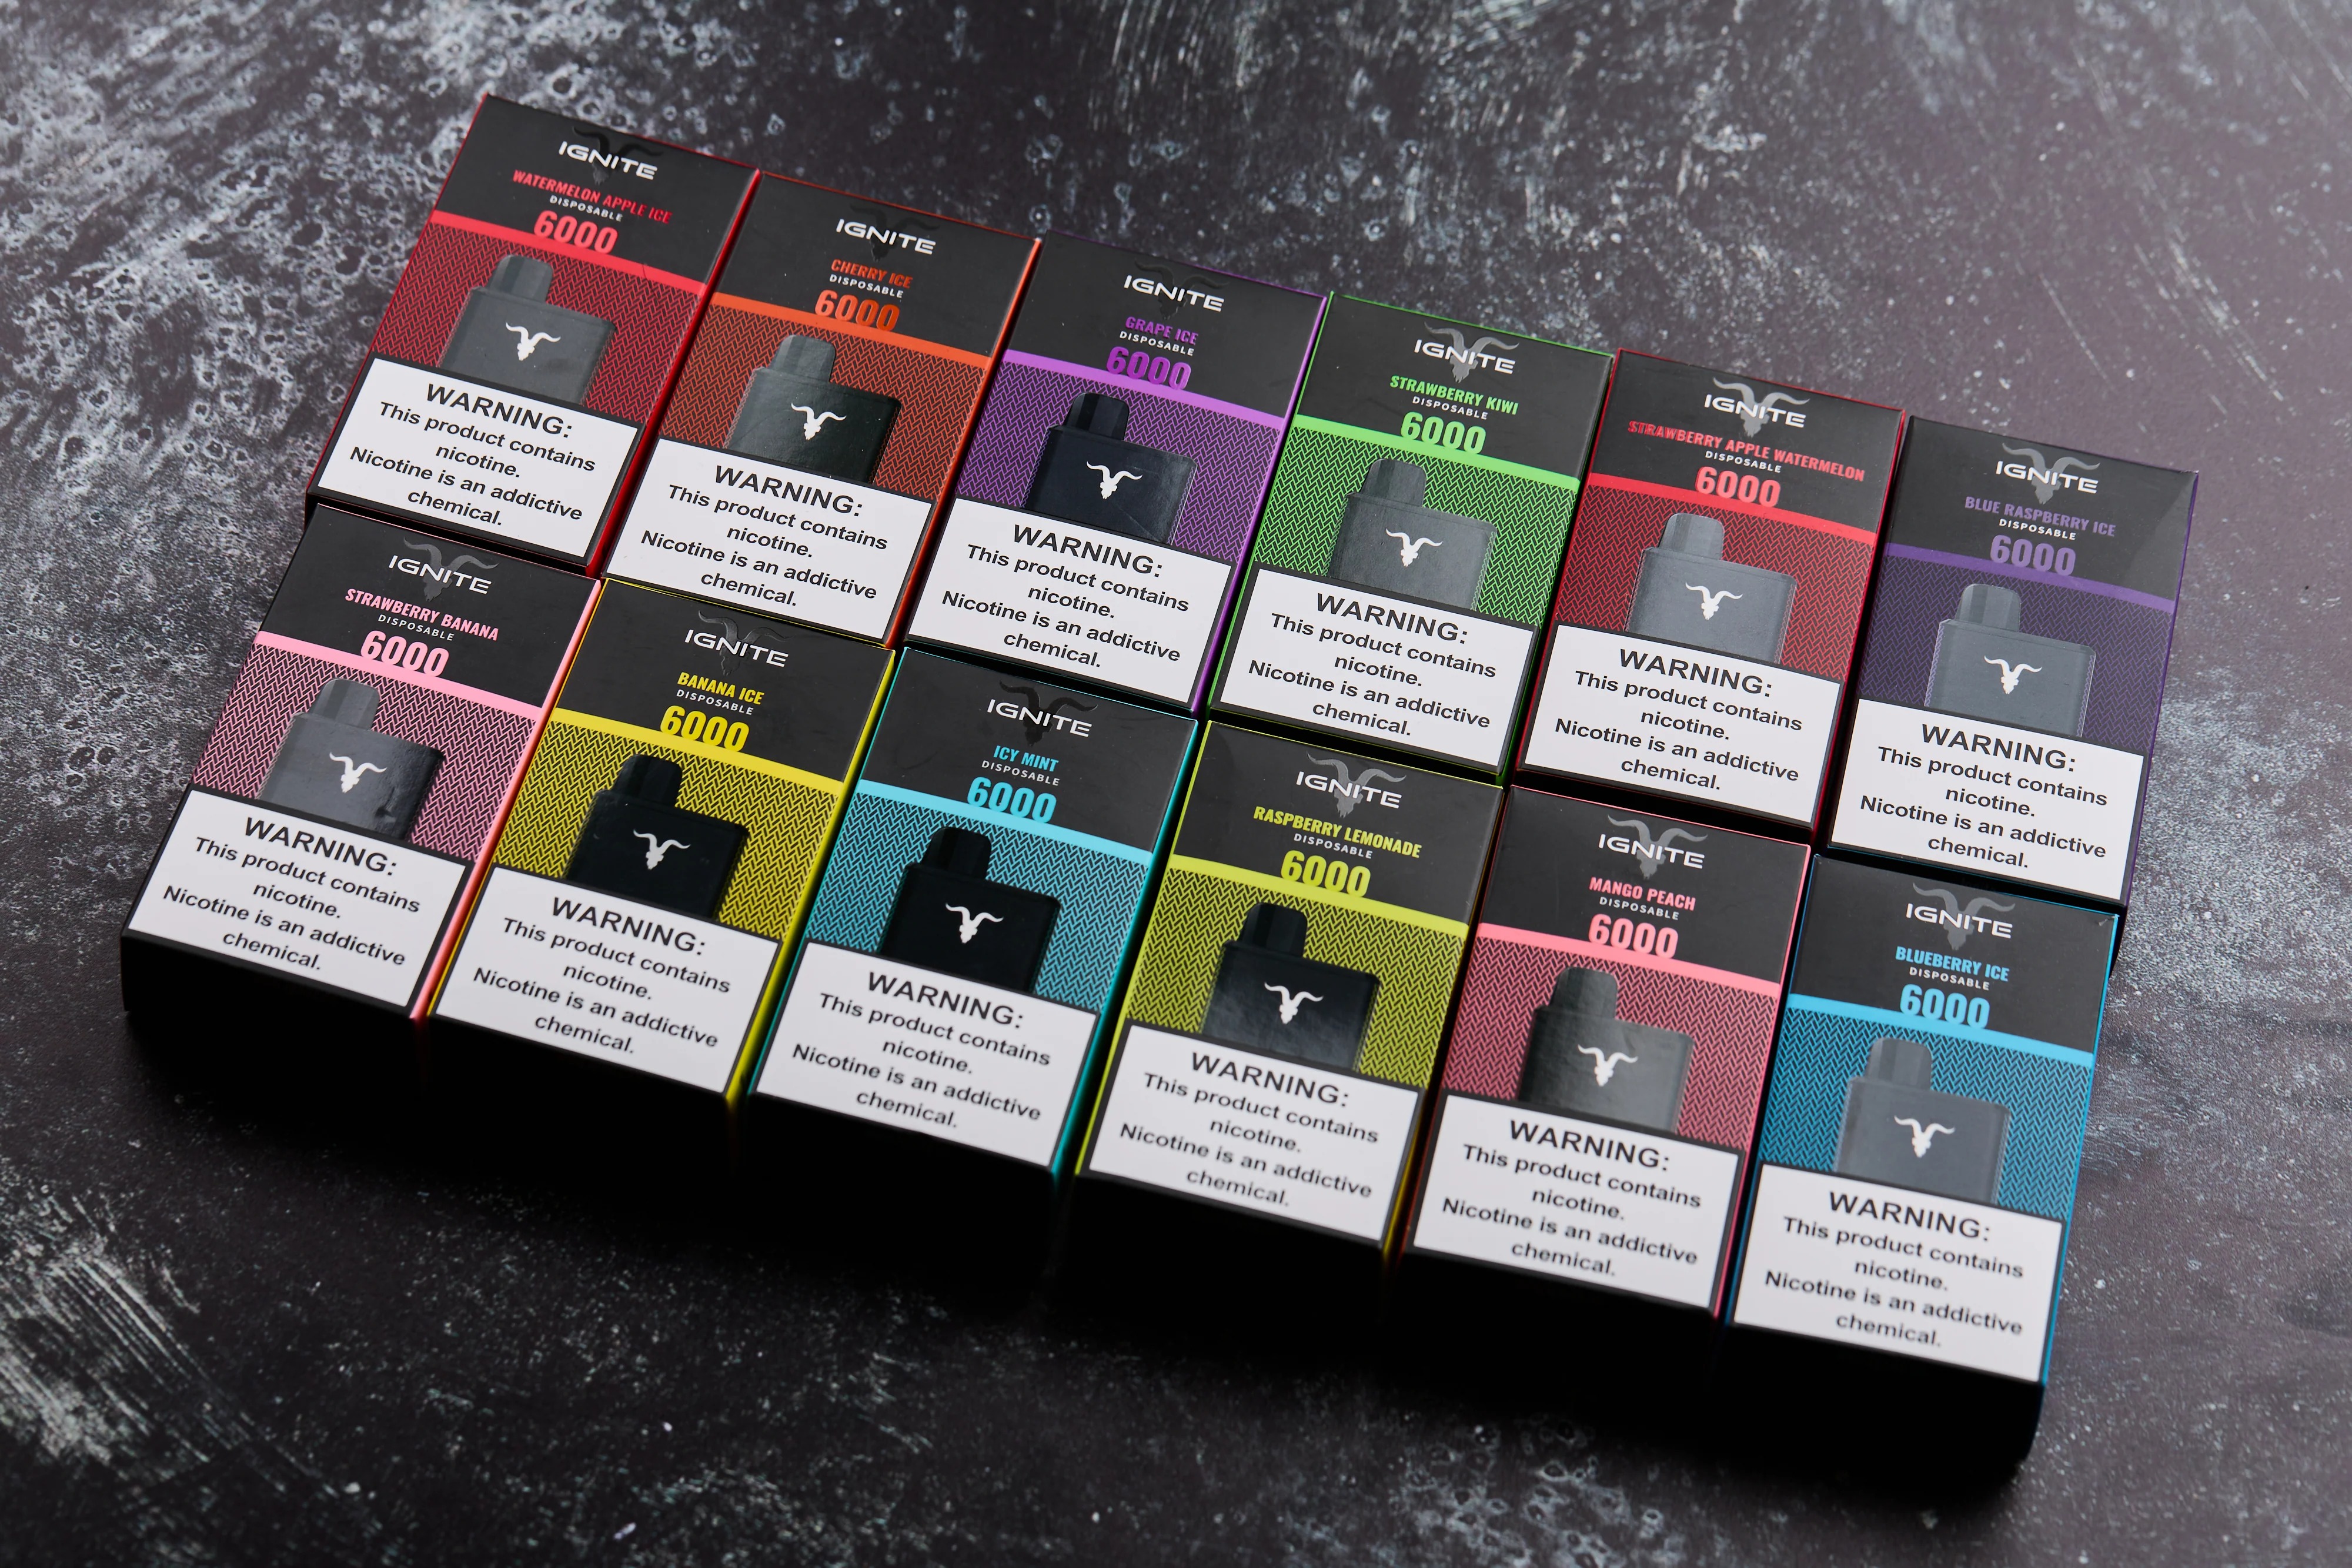 IGNITE
WATERMELON APPLE ICE
DISPOSABLE
6000
WARNING:
This product contains
nicotine.
Nicotine is an addictive
chemical.
IGNITE
CHERRY ICE
DISPOSABLE
6000
WARNING:
This product contains
nicotine.
Nicotine is an addictive
chemical.
IGNITE
GRAPE ICE
DISPOSABLE
6000
WARNING:
This product contains
nicotine.
Nicotine is an addictive
chemical.
IGNITE
STRAWBERRY KIWI
DISPOSABLE
6000
WARNING:
This product contains
nicotine.
Nicotine is an addictive
chemical.
IGNITE
STRAWBERRY APPLE WATERMELON
DISPOSABLE
6000
WARNING:
This product contains
nicotine.
Nicotine is an addictive
chemical.
IGNITE
BLUE RASPBERRY ICE
DISPOSABLE
6000
WARNING:
This product contains
nicotine.
Nicotine is an addictive
chemical.
IGNITE
STRAWBERRY BANANA
DISPOSABLE
6000
WARNING:
This product contains
nicotine.
Nicotine is an addictive
chemical.
IGNITE
BANANA ICE
DISPOSABLE
6000
WARNING:
This product contains
nicotine.
Nicotine is an addictive
chemical.
IGNITE
ICY MINT
DISPOSABLE
6000
WARNING:
This product contains
nicotine.
Nicotine is an addictive
chemical.
IGNITE
RASPBERRY LEMONADE
DISPOSABLE
6000
WARNING:
This product contains
nicotine.
Nicotine is an addictive
chemical.
IGNITE
MANGO PEACH
DISPOSABLE
6000
WARNING:
This product contains
nicotine.
Nicotine is an addictive
chemical.
IGNITE
BLUEBERRY ICE
DISPOSABLE
6000
WARNING:
This product contains
nicotine.
Nicotine is an addictive
chemical.